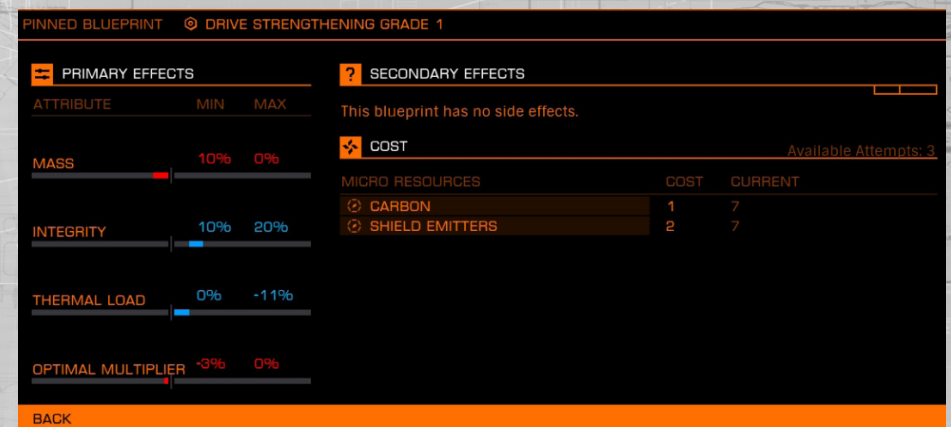 PINNED BLUEPRINT DRIVE STRENGTHENING GRADE 1
PRIMARY EFFECTS
ATTRIBUTE MIN MAX
MASS 10% 0%
INTEGRITY 10% 20%
THERMAL LOAD 0% -11%
OPTIMAL MULTIPLIER -3% 0%
? SECONDARY EFFECTS
This blueprint has no side effects.
COST
Available Attempts: 3
MICRO RESOURCES COST CURRENT
CARBON 1 7
SHIELD EMITTERS 2 7
BACK